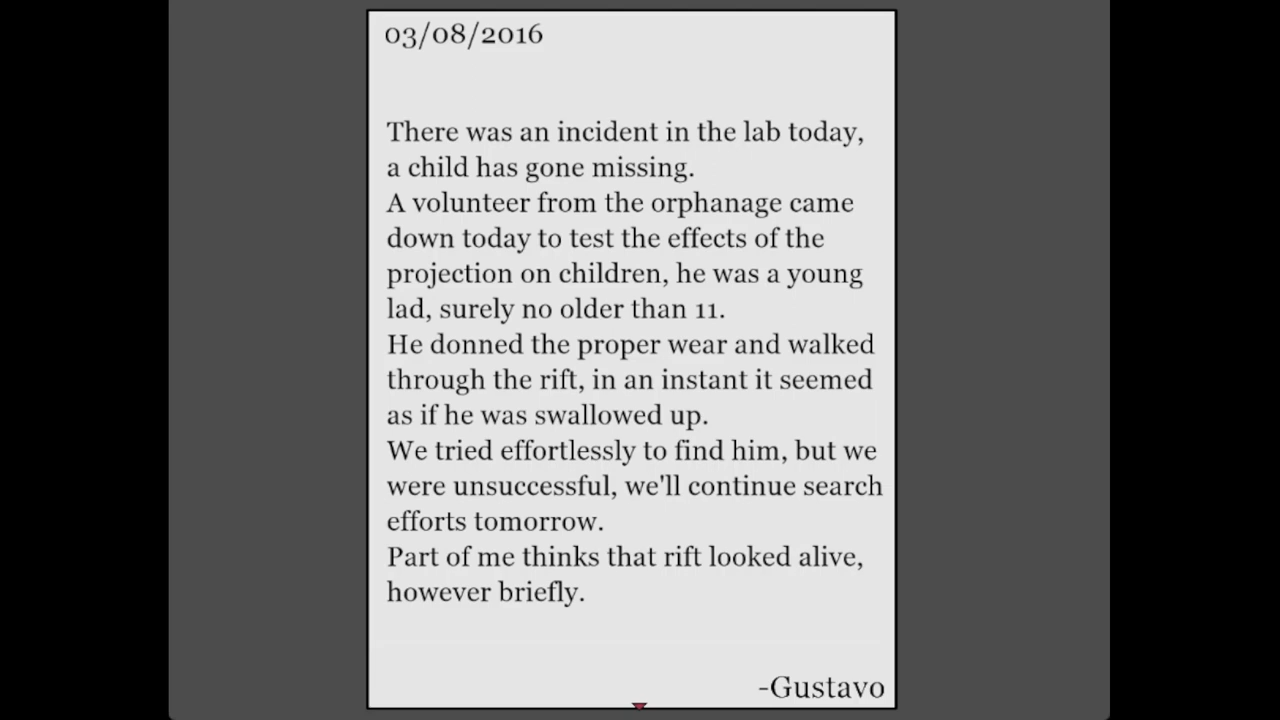 03/08/2016
There was an incident in the lab today,
a child has gone missing.
A volunteer from the orphanage came
down today to test the effects of the
projection on children, he was a young
lad, surely no older than 11.
He donned the proper wear and walked
through the rift, in an instant it seemed
as if he was swallowed up.
We tried effortlessly to find him, but we
were unsuccessful, we'll continue search
efforts tomorrow.
Part of me thinks that rift looked alive,
however briefly.
-Gustavo